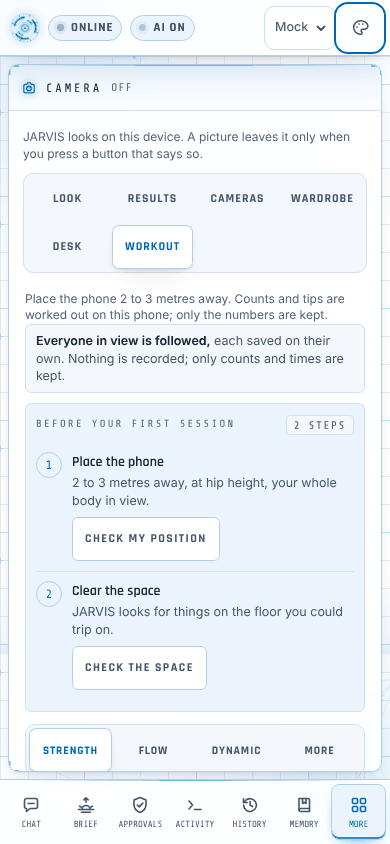 ONLINE
AI ON
Mock
CAMERA OFF
JARVIS looks on this device. A picture leaves it only when
you press a button that says so.
LOOK RESULTS CAMERAS WARDROBE
DESK WORKOUT
Place the phone 2 to 3 metres away. Counts and tips are
worked out on this phone; only the numbers are kept.
Everyone in view is followed, each saved on their
own. Nothing is recorded; only counts and times are
kept.
BEFORE YOUR FIRST SESSION 2 STEPS
1 Place the phone
2 to 3 metres away, at hip height, your whole
body in view.
CHECK MY POSITION
2 Clear the space
JARVIS looks for things on the floor you could
trip on.
CHECK THE SPACE
STRENGTH FLOW DYNAMIC MORE
CHAT BRIEF APPROVALS ACTIVITY HISTORY MEMORY MORE